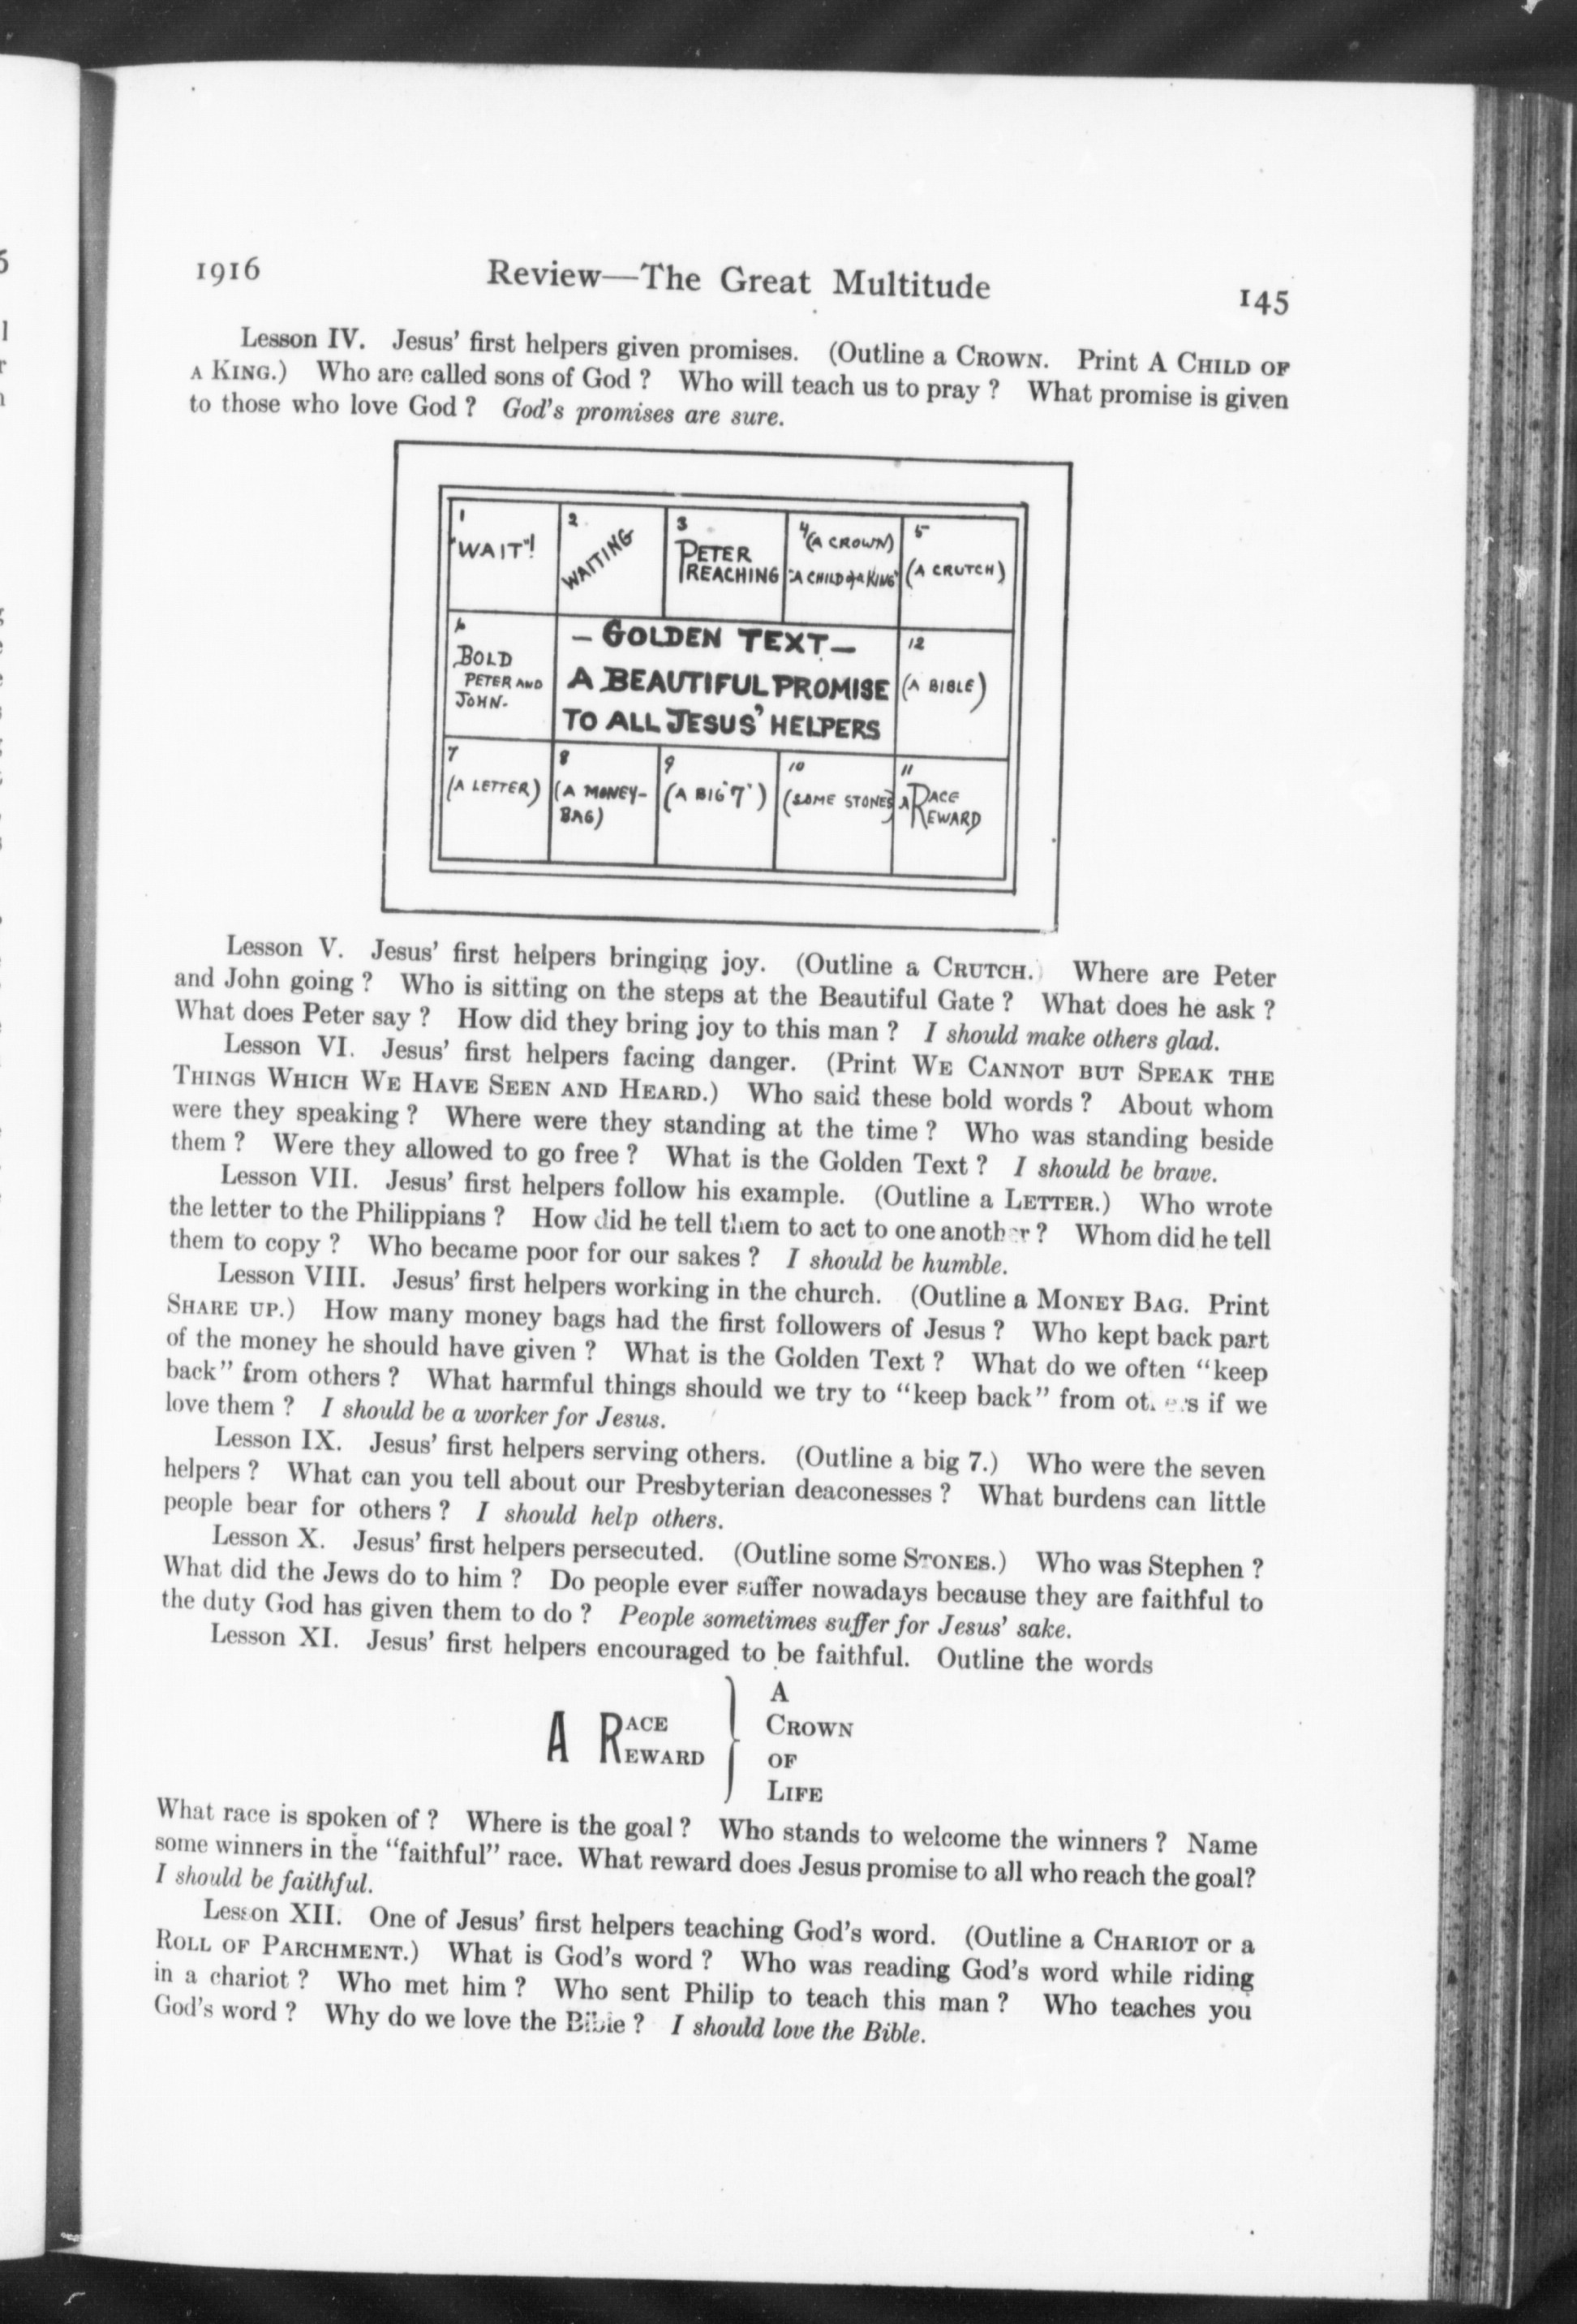 1916 Review—The Great Multitude 145
Lesson IV. Jesus' first helpers given promises. (Outline a CROWN. Print A CHILD OF
A KING.) Who are called sons of God ? Who will teach us to pray ? What promise is given
to those who love God ? God's promises are sure.
1
"WAIT"!
2
WAITING
3
PETER
PREACHING
4 (A CROWN)
"A CHILD of a KING"
5
(A CRUTCH)
6
BOLD
PETER AND
JOHN.
— GOLDEN TEXT —
A BEAUTIFUL PROMISE
TO ALL JESUS' HELPERS
12
(A BIBLE)
7
(A LETTER)
8
(A MONEY-
BAG)
9
(A BIG "7")
10
(SOME STONES)
11
A RACE
REWARD
Lesson V. Jesus' first helpers bringing joy. (Outline a CRUTCH.) Where are Peter
and John going ? Who is sitting on the steps at the Beautiful Gate ? What does he ask ?
What does Peter say ? How did they bring joy to this man ? I should make others glad.
Lesson VI. Jesus' first helpers facing danger. (Print WE CANNOT BUT SPEAK THE
THINGS WHICH WE HAVE SEEN AND HEARD.) Who said these bold words ? About whom
were they speaking ? Where were they standing at the time ? Who was standing beside
them ? Were they allowed to go free ? What is the Golden Text ? I should be brave.
Lesson VII. Jesus' first helpers follow his example. (Outline a LETTER.) Who wrote
the letter to the Philippians ? How did he tell them to act to one another ? Whom did he tell
them to copy ? Who became poor for our sakes ? I should be humble.
Lesson VIII. Jesus' first helpers working in the church. (Outline a MONEY BAG. Print
SHARE UP.) How many money bags had the first followers of Jesus ? Who kept back part
of the money he should have given ? What is the Golden Text ? What do we often "keep
back" from others ? What harmful things should we try to "keep back" from others if we
love them ? I should be a worker for Jesus.
Lesson IX. Jesus' first helpers serving others. (Outline a big 7.) Who were the seven
helpers ? What can you tell about our Presbyterian deaconesses ? What burdens can little
people bear for others ? I should help others.
Lesson X. Jesus' first helpers persecuted. (Outline some STONES.) Who was Stephen ?
What did the Jews do to him ? Do people ever suffer nowadays because they are faithful to
the duty God has given them to do ? People sometimes suffer for Jesus' sake.
Lesson XI. Jesus' first helpers encouraged to be faithful. Outline the words
A RACE
REWARD
A
CROWN
OF
LIFE
What race is spoken of ? Where is the goal ? Who stands to welcome the winners ? Name
some winners in the "faithful" race. What reward does Jesus promise to all who reach the goal?
I should be faithful.
Lesson XII. One of Jesus' first helpers teaching God's word. (Outline a CHARIOT or a
ROLL OF PARCHMENT.) What is God's word ? Who was reading God's word while riding
in a chariot ? Who met him ? Who sent Philip to teach this man ? Who teaches you
God's word ? Why do we love the Bible ? I should love the Bible.